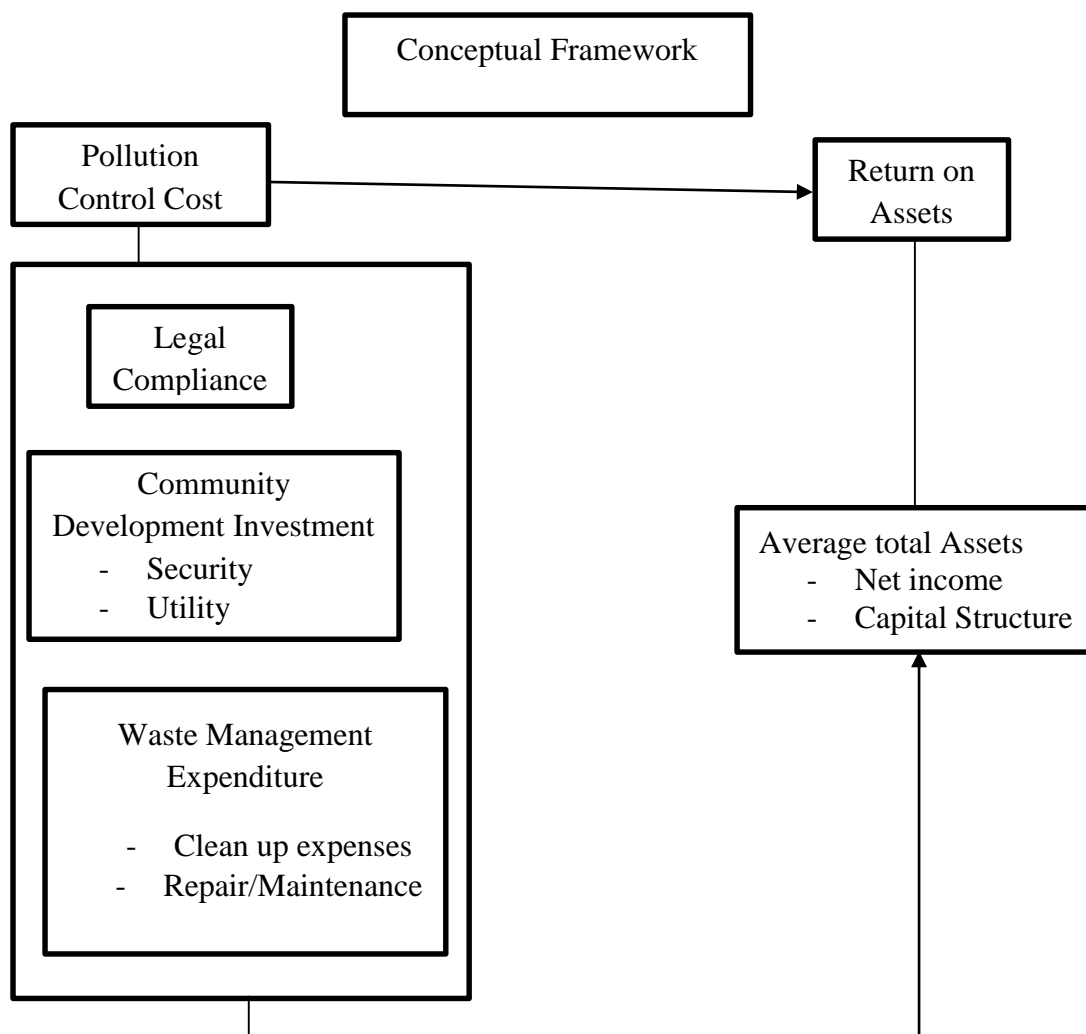 Conceptual Framework
Pollution
Control Cost
Return on
Assets
Legal
Compliance
Community
Development Investment
- Security
- Utility
Average total Assets
- Net income
- Capital Structure
Waste Management
Expenditure
- Clean up expenses
- Repair/Maintenance